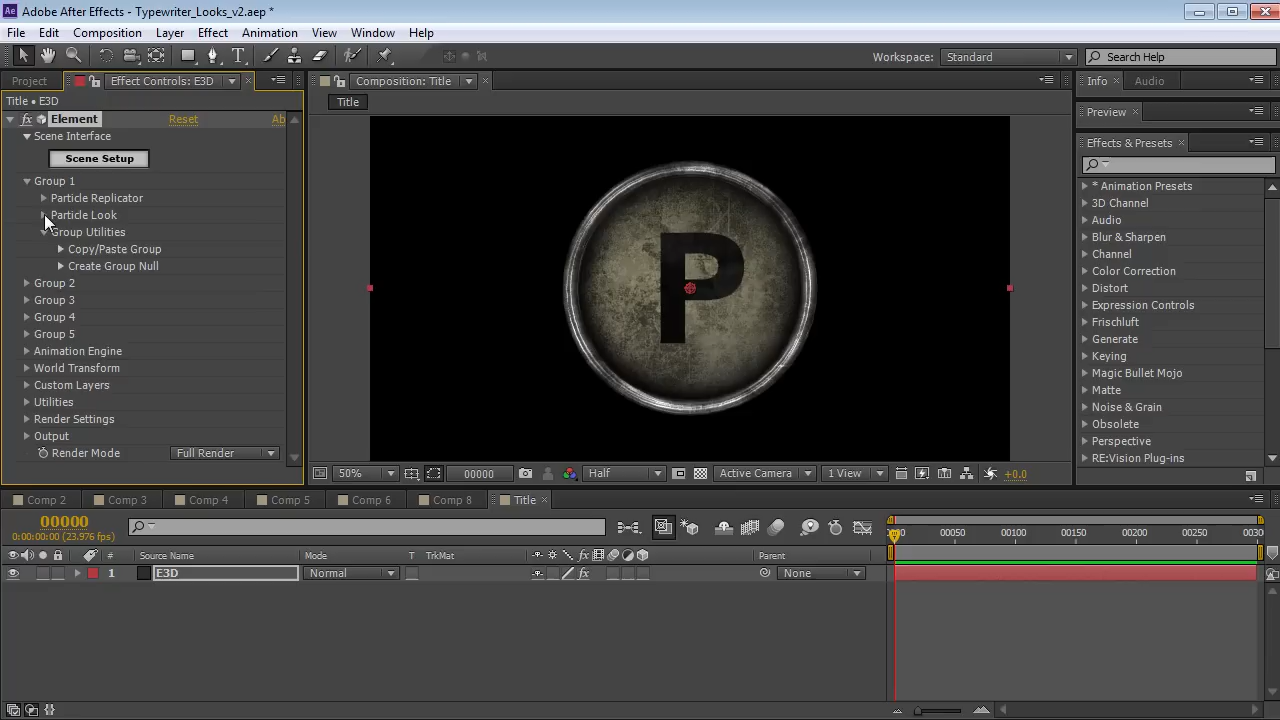 Ae Adobe After Effects - Typewriter_Looks_v2.aep *
File Edit Composition Layer Effect Animation View Window Help
Workspace: Standard Search Help
Project Effect Controls: E3D Composition: Title Info Audio
Title • E3D Title Preview
fx Element Reset Ab
Scene Interface
Scene Setup
Group 1
Particle Replicator
Particle Look
Group Utilities
Copy/Paste Group
Create Group Null
Group 2
Group 3
Group 4
Group 5
Animation Engine
World Transform
Custom Layers
Utilities
Render Settings
Output
Render Mode Full Render
P
50% 00000 Half Active Camera 1 View +0.0
Effects & Presets
* Animation Presets
3D Channel
Audio
Blur & Sharpen
Channel
Color Correction
Distort
Expression Controls
Frischluft
Generate
Keying
Magic Bullet Mojo
Matte
Noise & Grain
Obsolete
Perspective
RE:Vision Plug-ins
Comp 2 Comp 3 Comp 4 Comp 5 Comp 6 Comp 8 Title
00000
0:00:00:00 (23.976 fps)
00050 00100 00150 00200 00250
# Source Name Mode T TrkMat fx Parent
1 E3D Normal fx None